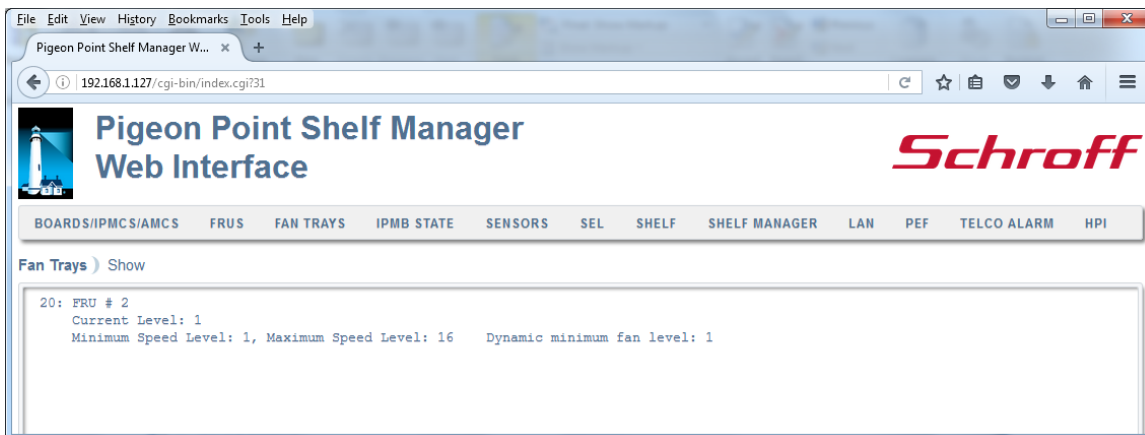 File Edit View History Bookmarks Tools Help
Pigeon Point Shelf Manager W... × +
192.168.1.127/cgi-bin/index.cgi?31
Pigeon Point Shelf Manager
Web Interface
Schroff
BOARDS/IPMCS/AMCS FRUS FAN TRAYS IPMB STATE SENSORS SEL SHELF SHELF MANAGER LAN PEF TELCO ALARM HPI
Fan Trays ) Show
20: FRU # 2
Current Level: 1
Minimum Speed Level: 1, Maximum Speed Level: 16 Dynamic minimum fan level: 1